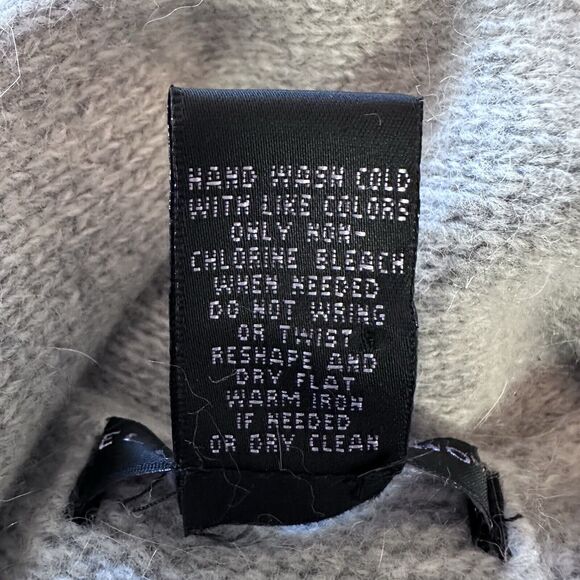 HAND WASH COLD
WITH LIKE COLORS
ONLY NON-
CHLORINE BLEACH
WHEN NEEDED
DO NOT WRING
OR TWIST
RESHAPE AND
DRY FLAT
WARM IRON
IF NEEDED
OR DRY CLEAN